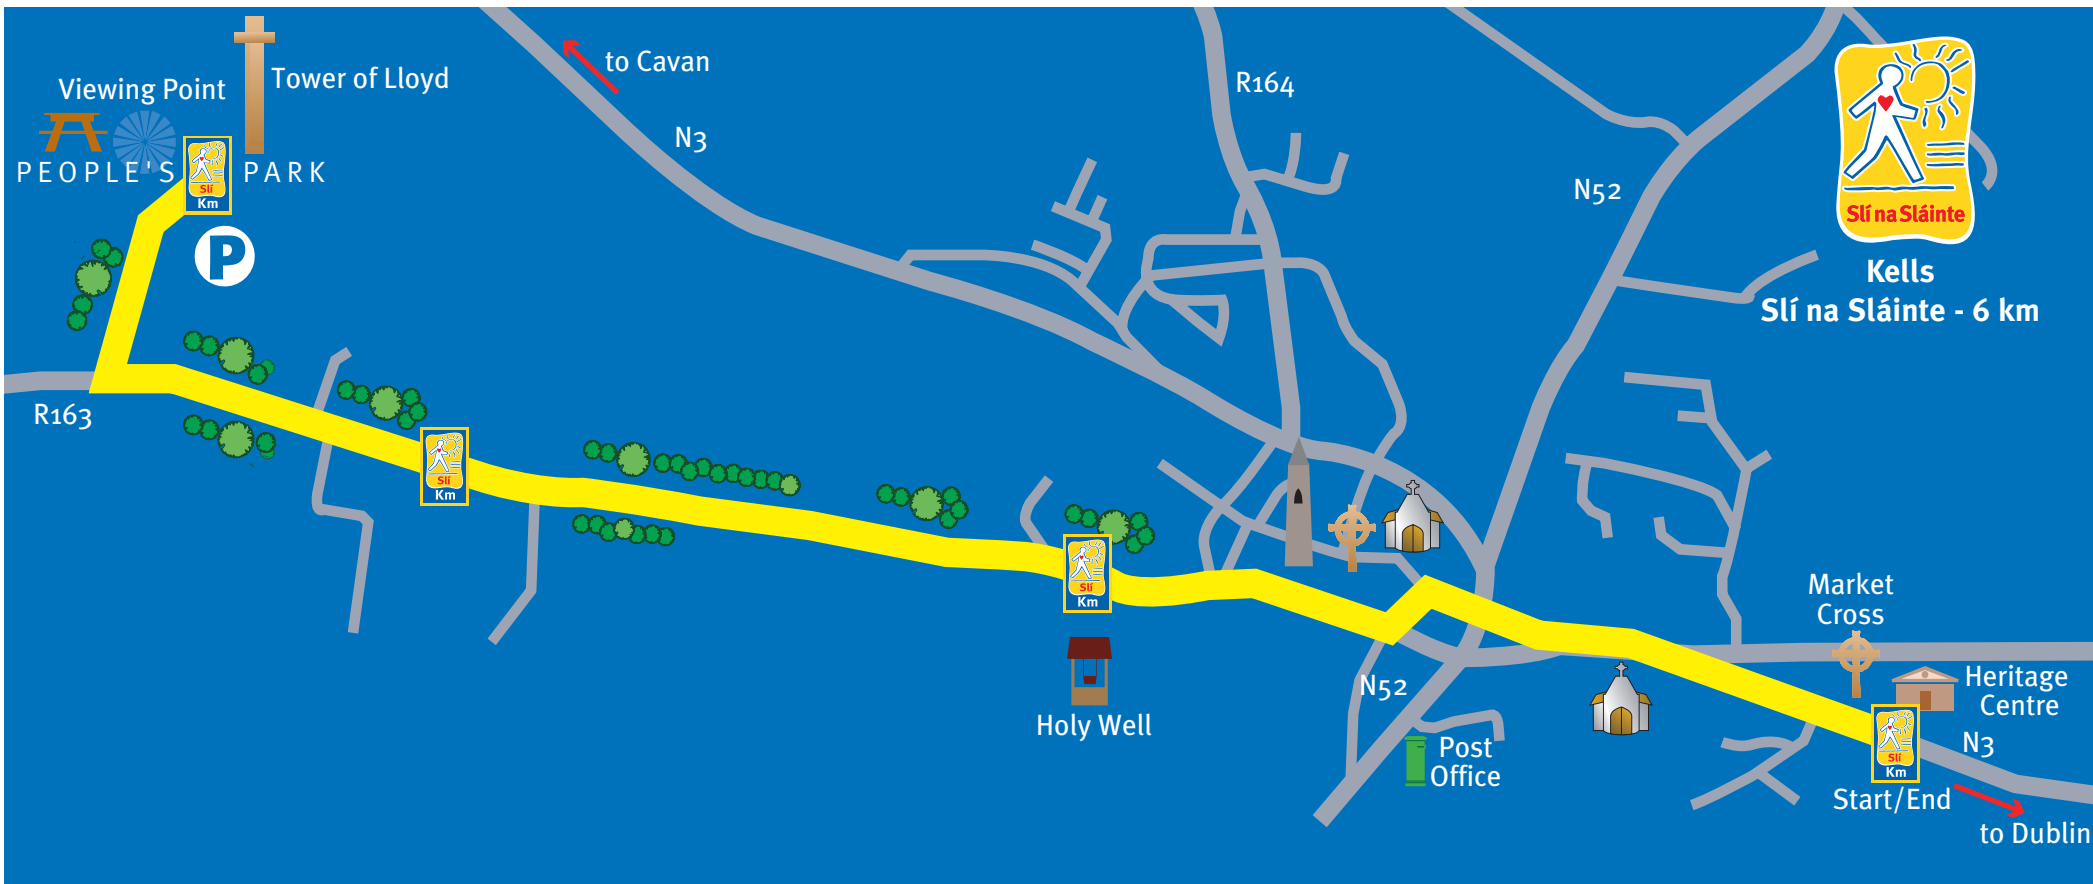 Viewing Point
Tower of Lloyd
PEOPLE'S PARK
Slí
Km
P
to Cavan
N3
R164
N52
Slí na Sláinte
Kells
Slí na Sláinte - 6 km
R163
Slí
Km
Slí
Km
Holy Well
N52
Post
Office
Market
Cross
Heritage
Centre
N3
Slí
Km
Start/End
to Dublin